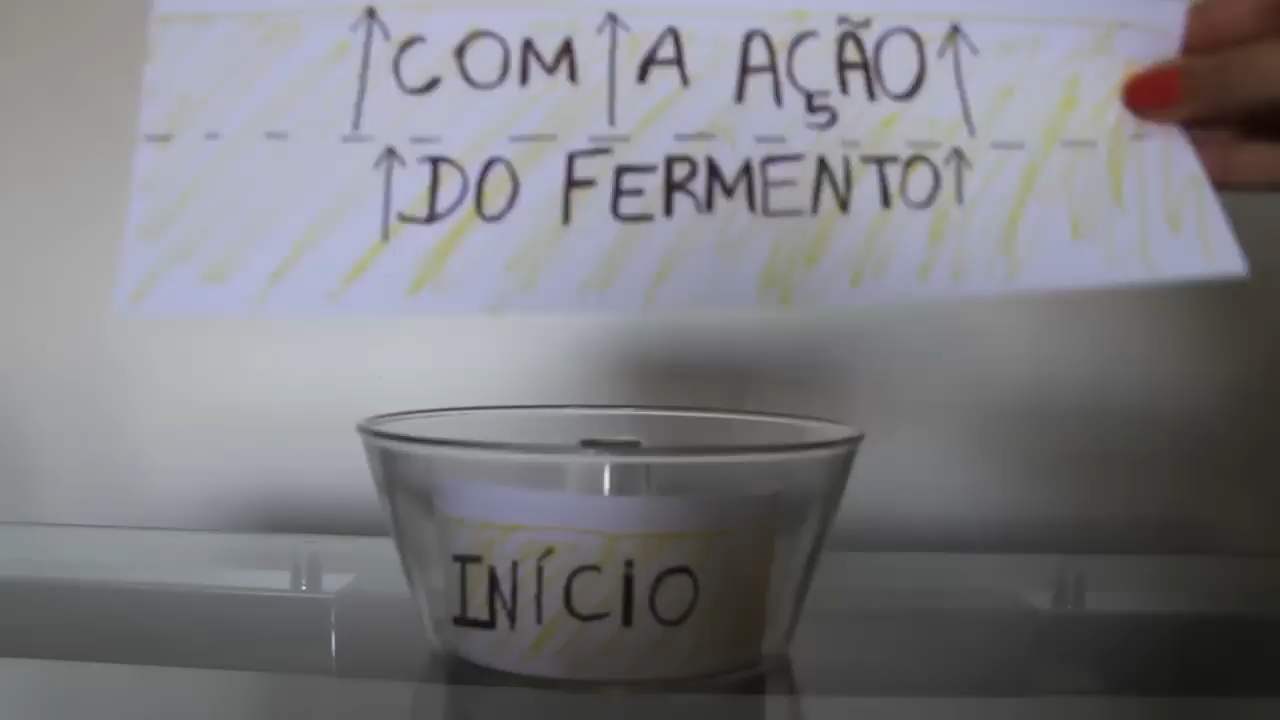 ↑COM↑A AÇÃO↑
↑DO FERMENTO↑
INÍCIO